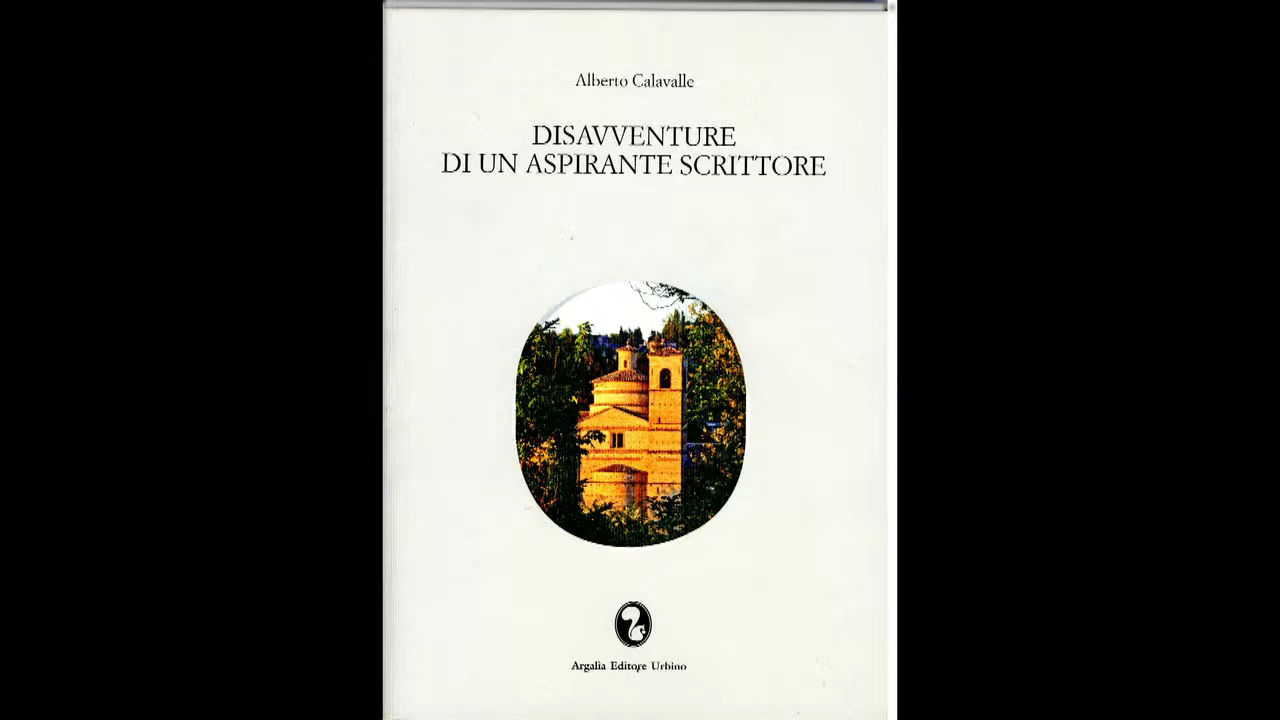 Alberto Calavalle
DISAVVENTURE
DI UN ASPIRANTE SCRITTORE
Argalia Editore Urbino